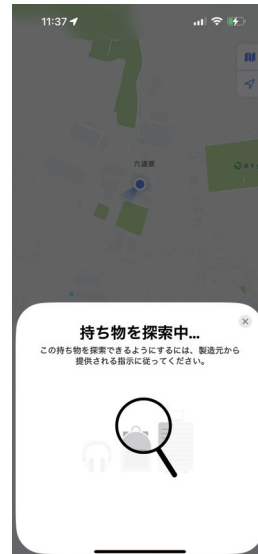 11:37
六道原
持ち物を探索中...
この持ち物を探索できるようにするには、製造元から
提供される指示に従ってください。